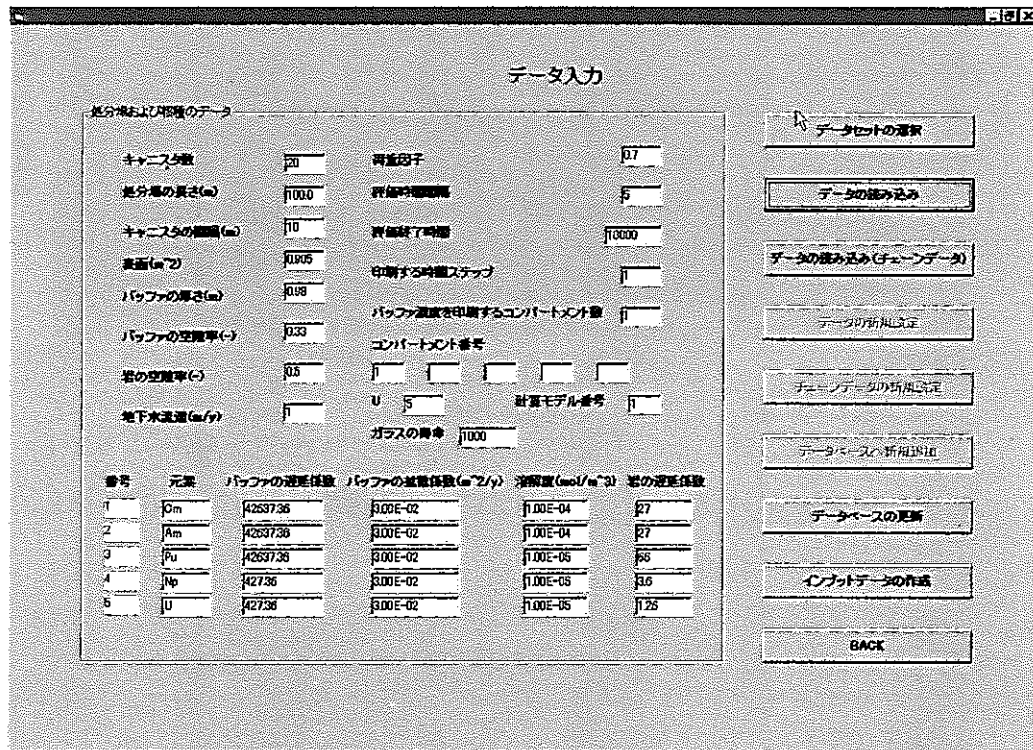 データ入力
処分場および核種のデータ
キャニスタ数 20
処分場の長さ(m) 100.0
キャニスタの間隔(m) 10
表面(m^2) 0.905
バッファの厚さ(m) 0.98
バッファの空隙率(-) 0.33
岩の空隙率(-) 0.5
地下水流速(m/y) 1
荷重因子 0.7
評価時間間隔 5
評価終了時間 10000
印刷する時間ステップ 1
バッファ濃度を印刷するコンパートメント数 1
コンパートメント番号
1
U 5 計算モデル番号 1
ガラスの寿命 1000
番号 元素 バッファの遅延係数 バッファの拡散係数(m^2/y) 溶解度(mol/m^3) 岩の遅延係数
1 Cm 42637.36 3.00E-02 1.00E-04 27
2 Am 42637.36 3.00E-02 1.00E-04 27
3 Pu 42637.36 3.00E-02 1.00E-05
4 Np 427.36 3.00E-02 3.6
5 U 427.36 3.00E-02 1.00E-05 1.26
データセットの選択
データの読み込み
データの読み込み(チェーンデータ)
データの新規設定
チェーンデータの新規設定
データベースへ新規追加
データベースの更新
インプットデータの作成
BACK